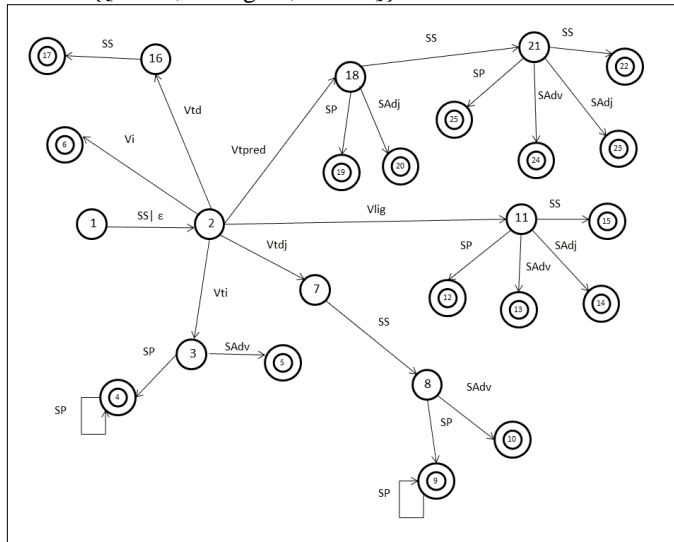 SS
17
16
21
SS
SS
22
18
SP
SAdj
SAdv
SP
SAdj
25
Vtd
6
Vi
Vtpred
23
19
20
24
Vlig
SS
1
SS| ε
2
11
15
Vtdj
SP
SAdj
SAdv
7
Vti
12
13
14
SS
3
SP
SAdv
5
8
SAdv
4
SP
SP
10
9
SP